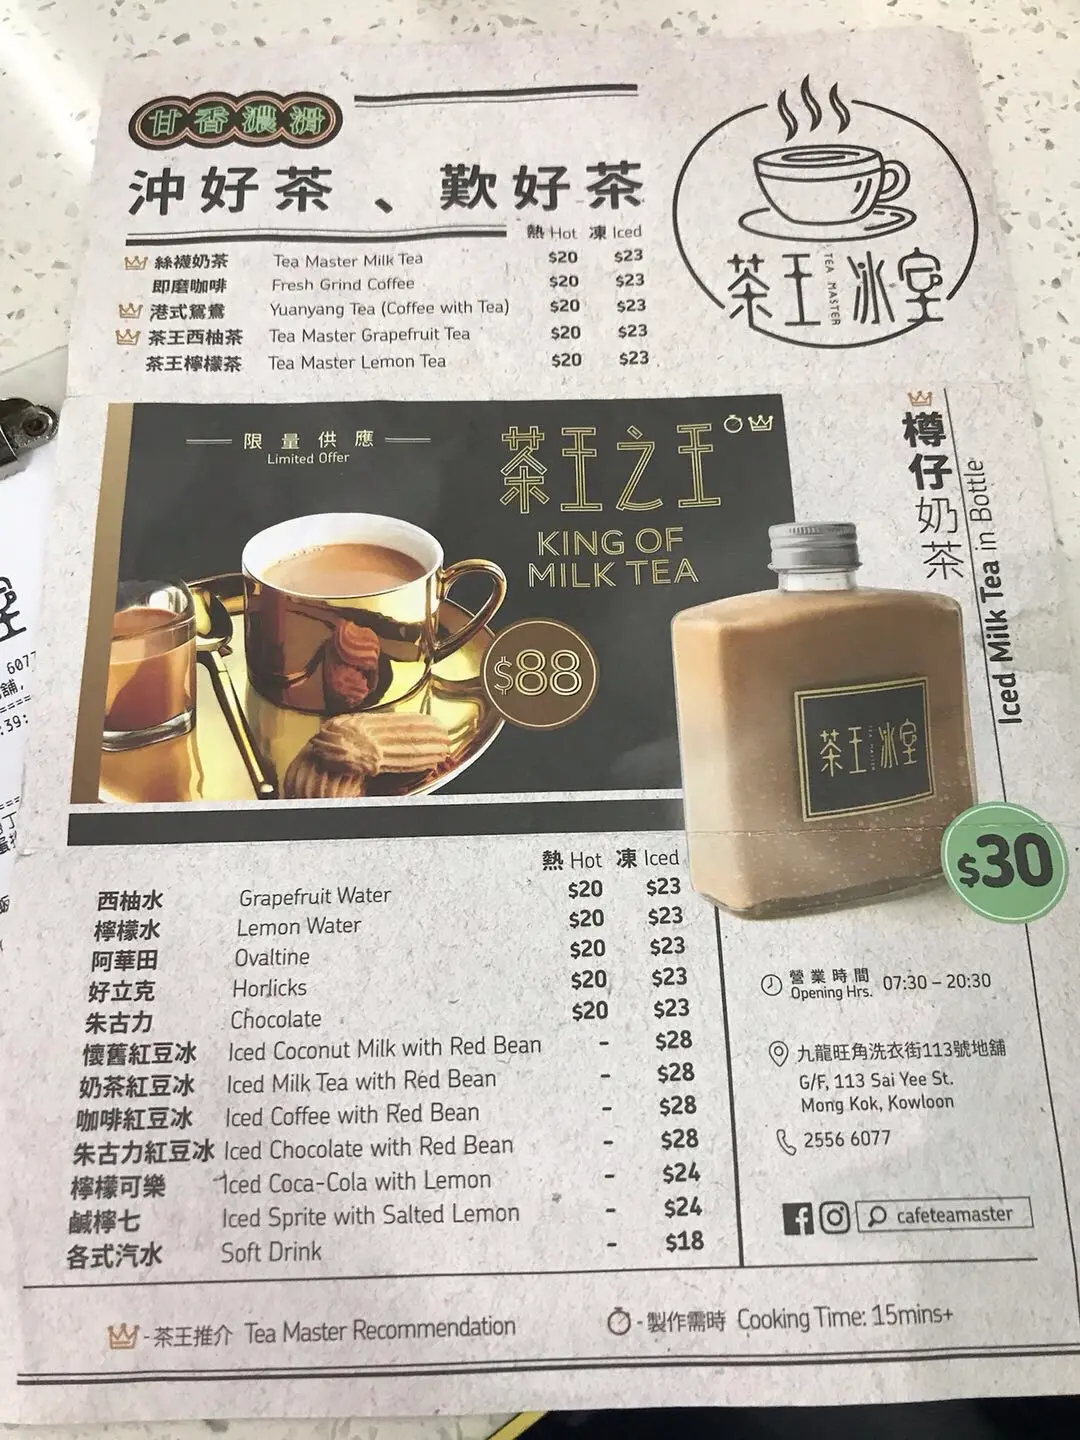 甘香濃滑
沖好茶、歎好茶
熱 Hot 凍 Iced
絲襪奶茶 Tea Master Milk Tea $20 $23
即磨咖啡 Fresh Grind Coffee $20 $23
港式鴛鴦 Yuanyang Tea (Coffee with Tea) $20 $23
茶王西柚茶 Tea Master Grapefruit Tea $20 $23
茶王檸檬茶 Tea Master Lemon Tea $20 $23
茶王冰室
TEA MASTER
限量供應
Limited Offer
茶王之王
KING OF
MILK TEA
$88
樽仔奶茶
Iced Milk Tea in Bottle
茶王冰室
$30
熱 Hot 凍 Iced
西柚水 Grapefruit Water $20 $23
檸檬水 Lemon Water $20 $23
阿華田 Ovaltine $20 $23
好立克 Horlicks $20 $23
朱古力 Chocolate $20 $23
懷舊紅豆冰 Iced Coconut Milk with Red Bean - $28
奶茶紅豆冰 Iced Milk Tea with Red Bean - $28
咖啡紅豆冰 Iced Coffee with Red Bean - $28
朱古力紅豆冰 Iced Chocolate with Red Bean - $28
檸檬可樂 Iced Coca-Cola with Lemon - $24
鹹檸七 Iced Sprite with Salted Lemon - $24
各式汽水 Soft Drink - $18
營業時間
Opening Hrs. 07:30 – 20:30
九龍旺角洗衣街113號地舖
G/F, 113 Sai Yee St.
Mong Kok, Kowloon
2556 6077
cafeteamaster
-茶王推介 Tea Master Recommendation
-製作需時 Cooking Time: 15mins+
室
6077
舖,
:39: